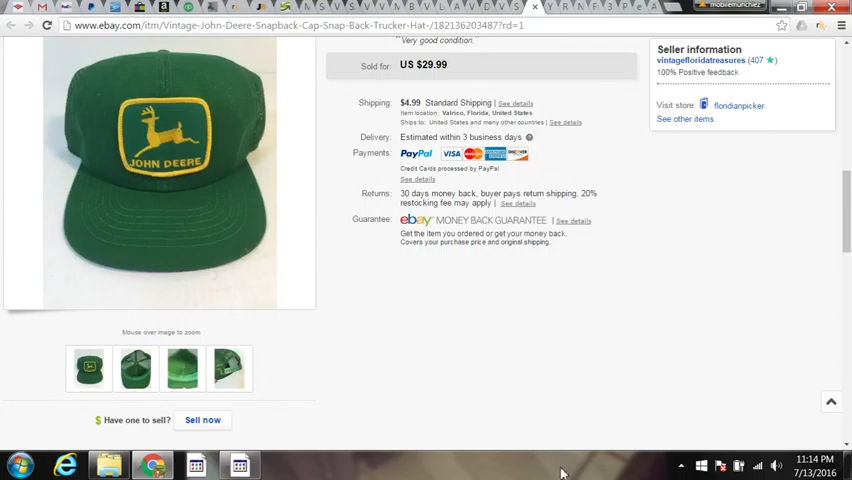 mobilemunchiez
www.ebay.com/itm/Vintage-John-Deere-Snapback-Cap-Snap-Back-Trucker-Hat-/182136203487?rd=1
"Very good condition."
Sold for: US $29.99
Shipping: $4.99 Standard Shipping | See details
Item location: Valrico, Florida, United States
Ships to: United States and many other countries | See details
Delivery: Estimated within 3 business days
Payments: PayPal VISA MasterCard AMERICAN EXPRESS DISCOVER
Credit Cards processed by PayPal
See details
Returns: 30 days money back, buyer pays return shipping, 20%
restocking fee may apply | See details
Guarantee: ebay MONEY BACK GUARANTEE | See details
Get the item you ordered or get your money back.
Covers your purchase price and original shipping.
Seller information
vintagefloridatreasures (407 )
100% Positive feedback
Visit store: floridianpicker
See other items
JOHN DEERE
Mouse over image to zoom
$ Have one to sell? Sell now
11:14 PM
7/13/2016